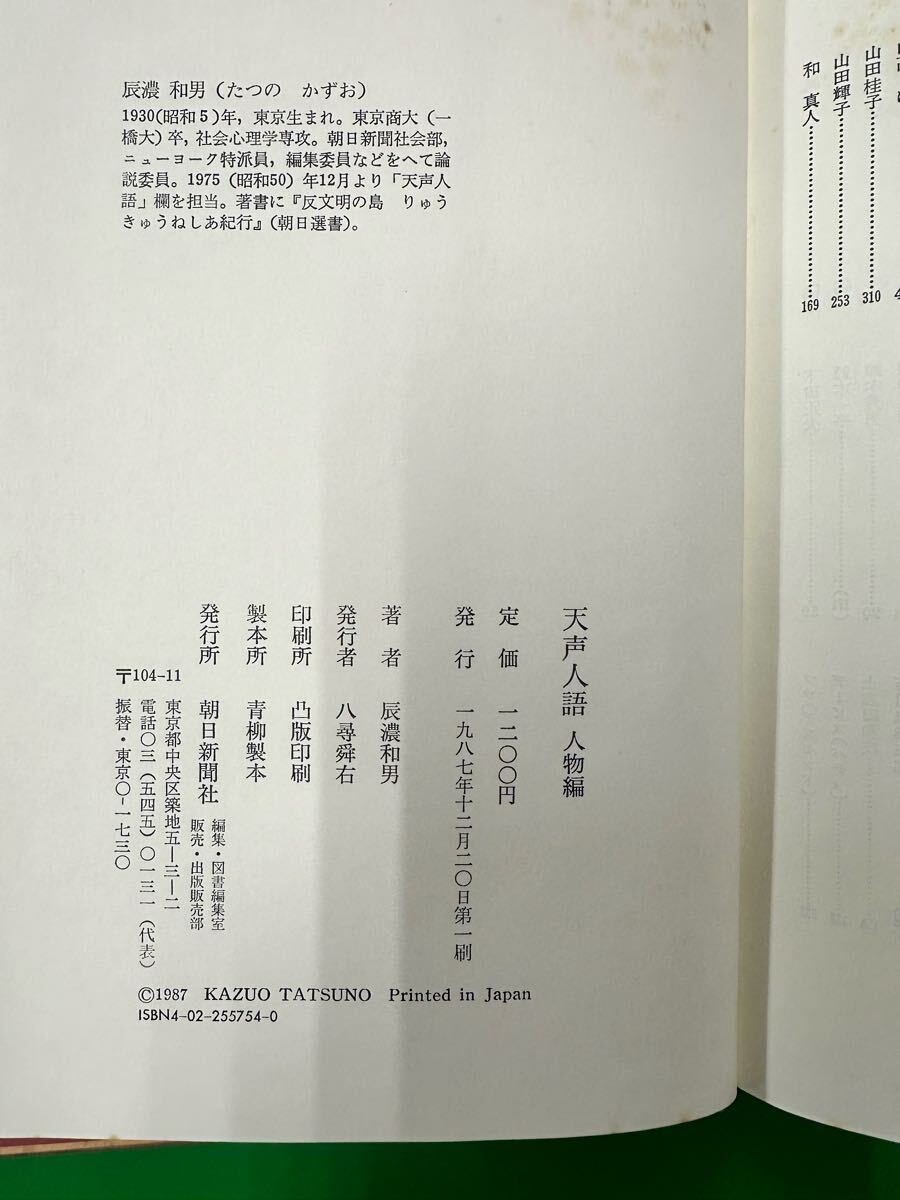 辰濃 和男（たつの かずお）
1930(昭和5)年，東京生まれ。東京商大（一
橋大）卒，社会心理学専攻。朝日新聞社会部，
ニューヨーク特派員，編集委員などをへて論
説委員。1975（昭和50）年12月より「天声人
語」欄を担当。著書に『反文明の島　りゅう
きゅうねしあ紀行』(朝日選書)。
天声人語 人物編
定価 一二〇〇円
発行 一九八七年十二月二〇日第一刷
著者 辰濃和男
発行者 八尋舜右
印刷所 凸版印刷
製本所 青柳製本
発行所 朝日新聞社
編集・図書編集室
販売・出版販売部
〒104-11
東京都中央区築地五―三―二
電話〇三（五四五）〇一三一（代表）
振替・東京〇-一七三〇
©1987 KAZUO TATSUNO Printed in Japan
ISBN4-02-255754-0
山田桂子……310
山田輝子……253
和 真人……169